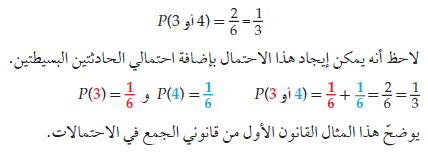 P(3 أو 4) = 2/6 = 1/3
لاحظ أنه يمكن إيجاد هذا الاحتمال بإضافة احتمالي الحادثتين البسيطتين.
P(3) = 1/6 و P(4) = 1/6    P(3 أو 4) = 1/6 + 1/6 = 2/6 = 1/3
يوضحّ هذا المثال القانون الأول من قانوني الجمع في الاحتمالات.